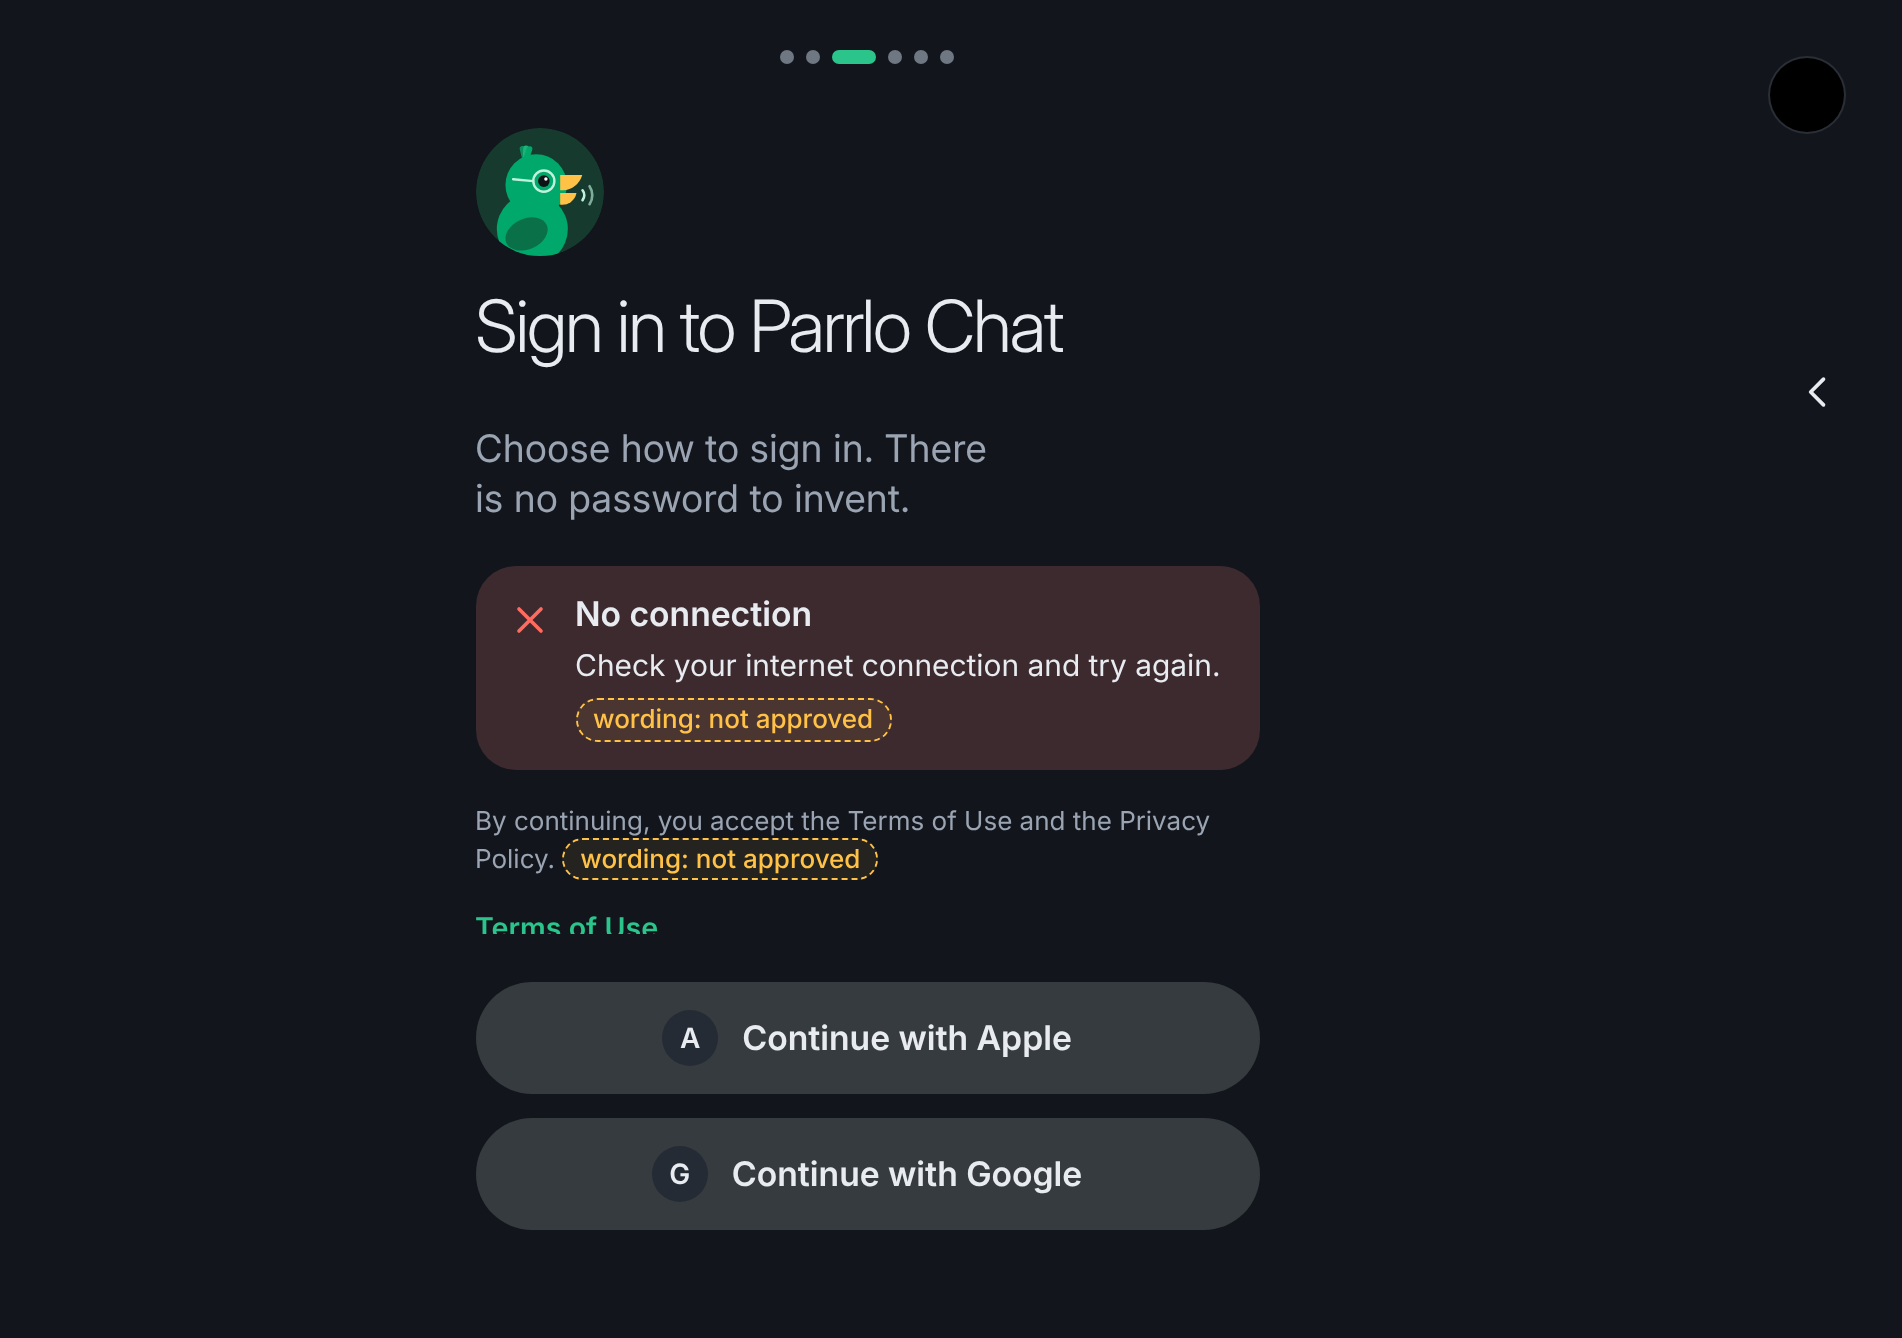 Sign in to Parrlo Chat
Choose how to sign in. There
is no password to invent.
No connection
Check your internet connection and try again.
wording: not approved
By continuing, you accept the Terms of Use and the Privacy
Policy. wording: not approved
Terms of Use
A Continue with Apple
G Continue with Google